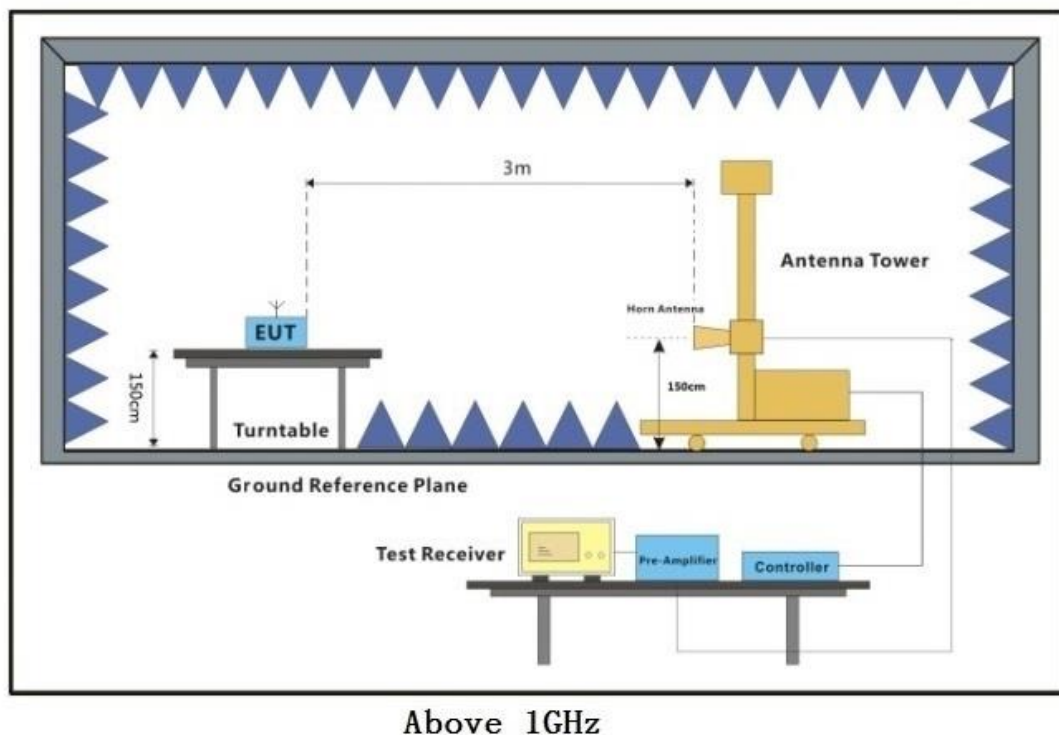 3m
Antenna Tower
Horn Antenna
EUT
150cm
150cm
Turntable
Ground Reference Plane
Test Receiver
Pre-Amplifier
Controller
Above 1GHz